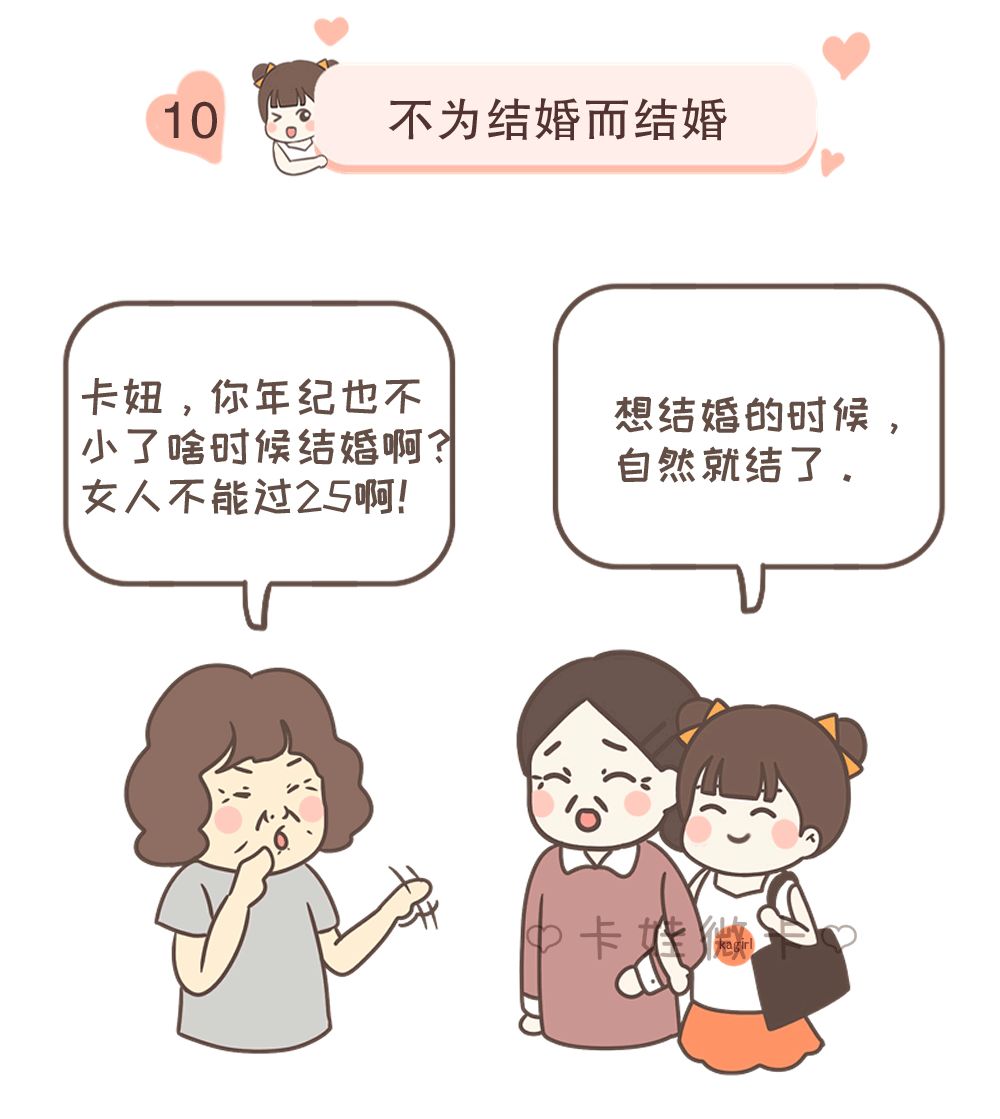 10
不为结婚而结婚
卡妞，你年纪也不
小了啥时候结婚啊？
女人不能过25啊！
想结婚的时候，
自然就结了．
卡娃微卡
kagirl